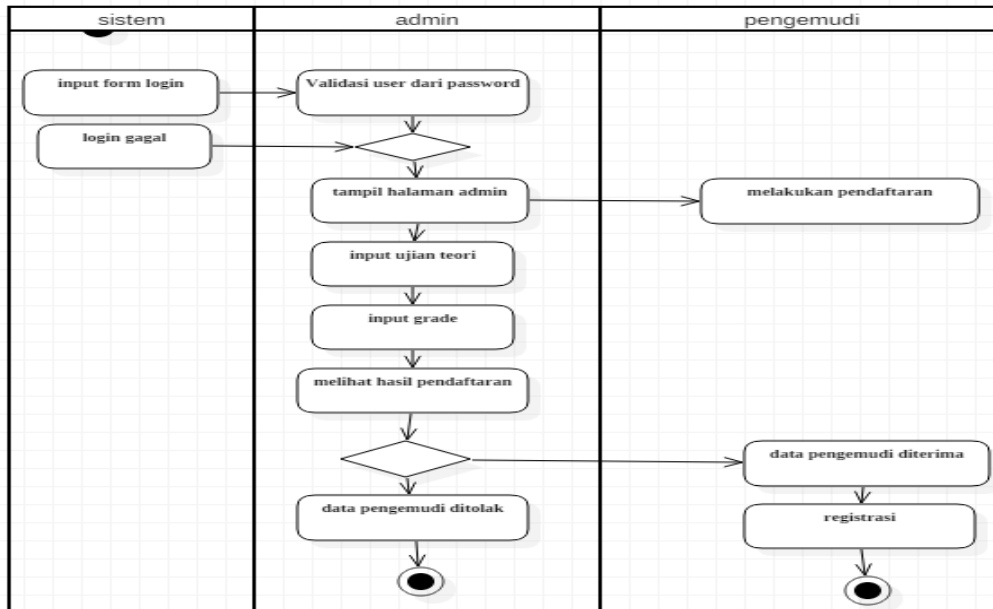 sistem
admin
pengemudi
input form login
Validasi user dari password
login gagal
tampil halaman admin
melakukan pendaftaran
input ujian teori
input grade
melihat hasil pendaftaran
data pengemudi diterima
data pengemudi ditolak
registrasi